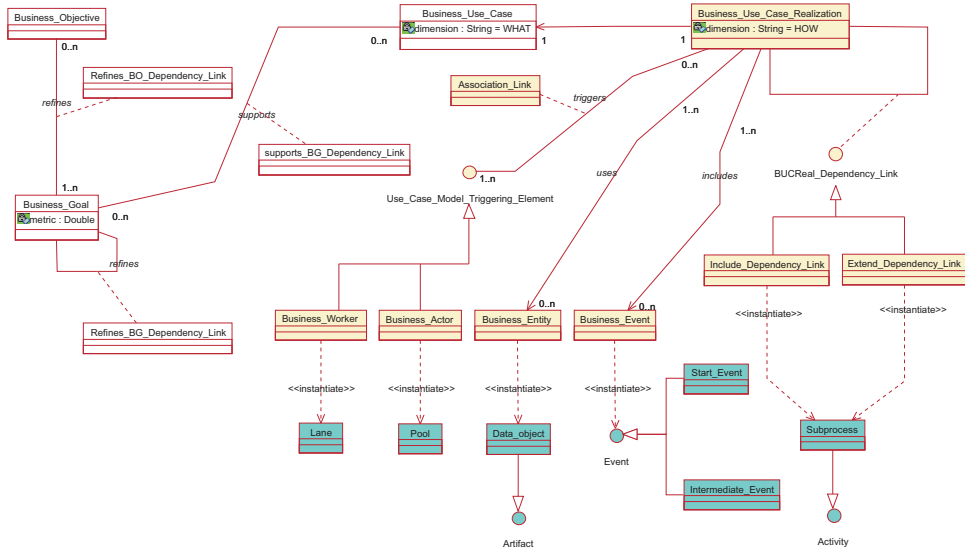 Business_Use_Case
Business_Use_Case_Realization
Business_Objective
dimension : String = WHAT
dimension : String = HOW
0..n
0..n
1
1
0..n
Refines_BO_Dependency_Link
Association_Link
refines
triggers
supports
1..n
1..n
supports_BG_Dependency_Link
uses
includes
1..n
1..n
BUCReal_Dependency_Link
Business_Goal
0..n
Use_Case_Model_Triggering_Element
metric : Double
refines
Include_Dependency_Link
Extend_Dependency_Link
0..n
0..n
Business_Worker
Business_Actor
Business_Entity
Business_Event
<<instantiate>>
<<instantiate>>
Refines_BG_Dependency_Link
Start_Event
<<instantiate>>
<<instantiate>>
<<instantiate>>
<<instantiate>>
Lane
Pool
Data_object
Subprocess
Event
Intermediate_Event
Artifact
Activity